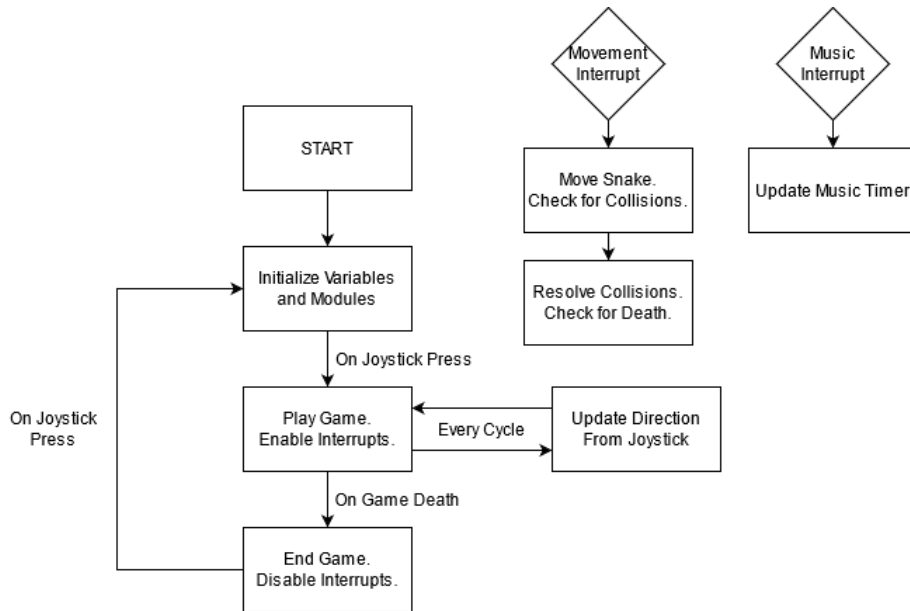 Movement
Interrupt
Music
Interrupt
START
Move Snake.
Check for Collisions.
Update Music Timer
Initialize Variables
and Modules
Resolve Collisions.
Check for Death.
On Joystick Press
On Joystick
Press
Play Game.
Enable Interrupts.
Every Cycle
Update Direction
From Joystick
On Game Death
End Game.
Disable Interrupts.